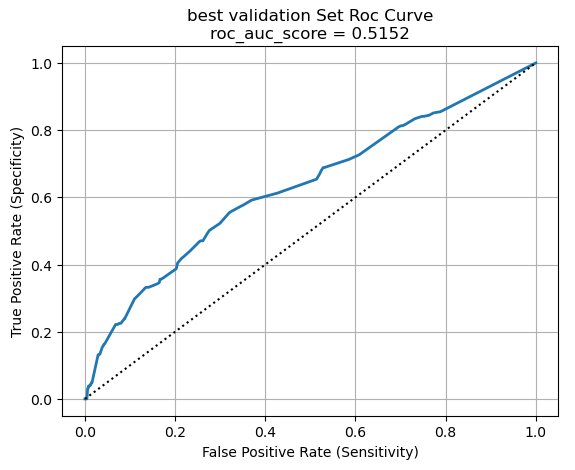 best validation Set Roc Curve
roc_auc_score = 0.5152
True Positive Rate (Specificity)
1.0
0.8
0.6
0.4
0.2
0.0
0.0 0.2 0.4 0.6 0.8 1.0
False Positive Rate (Sensitivity)